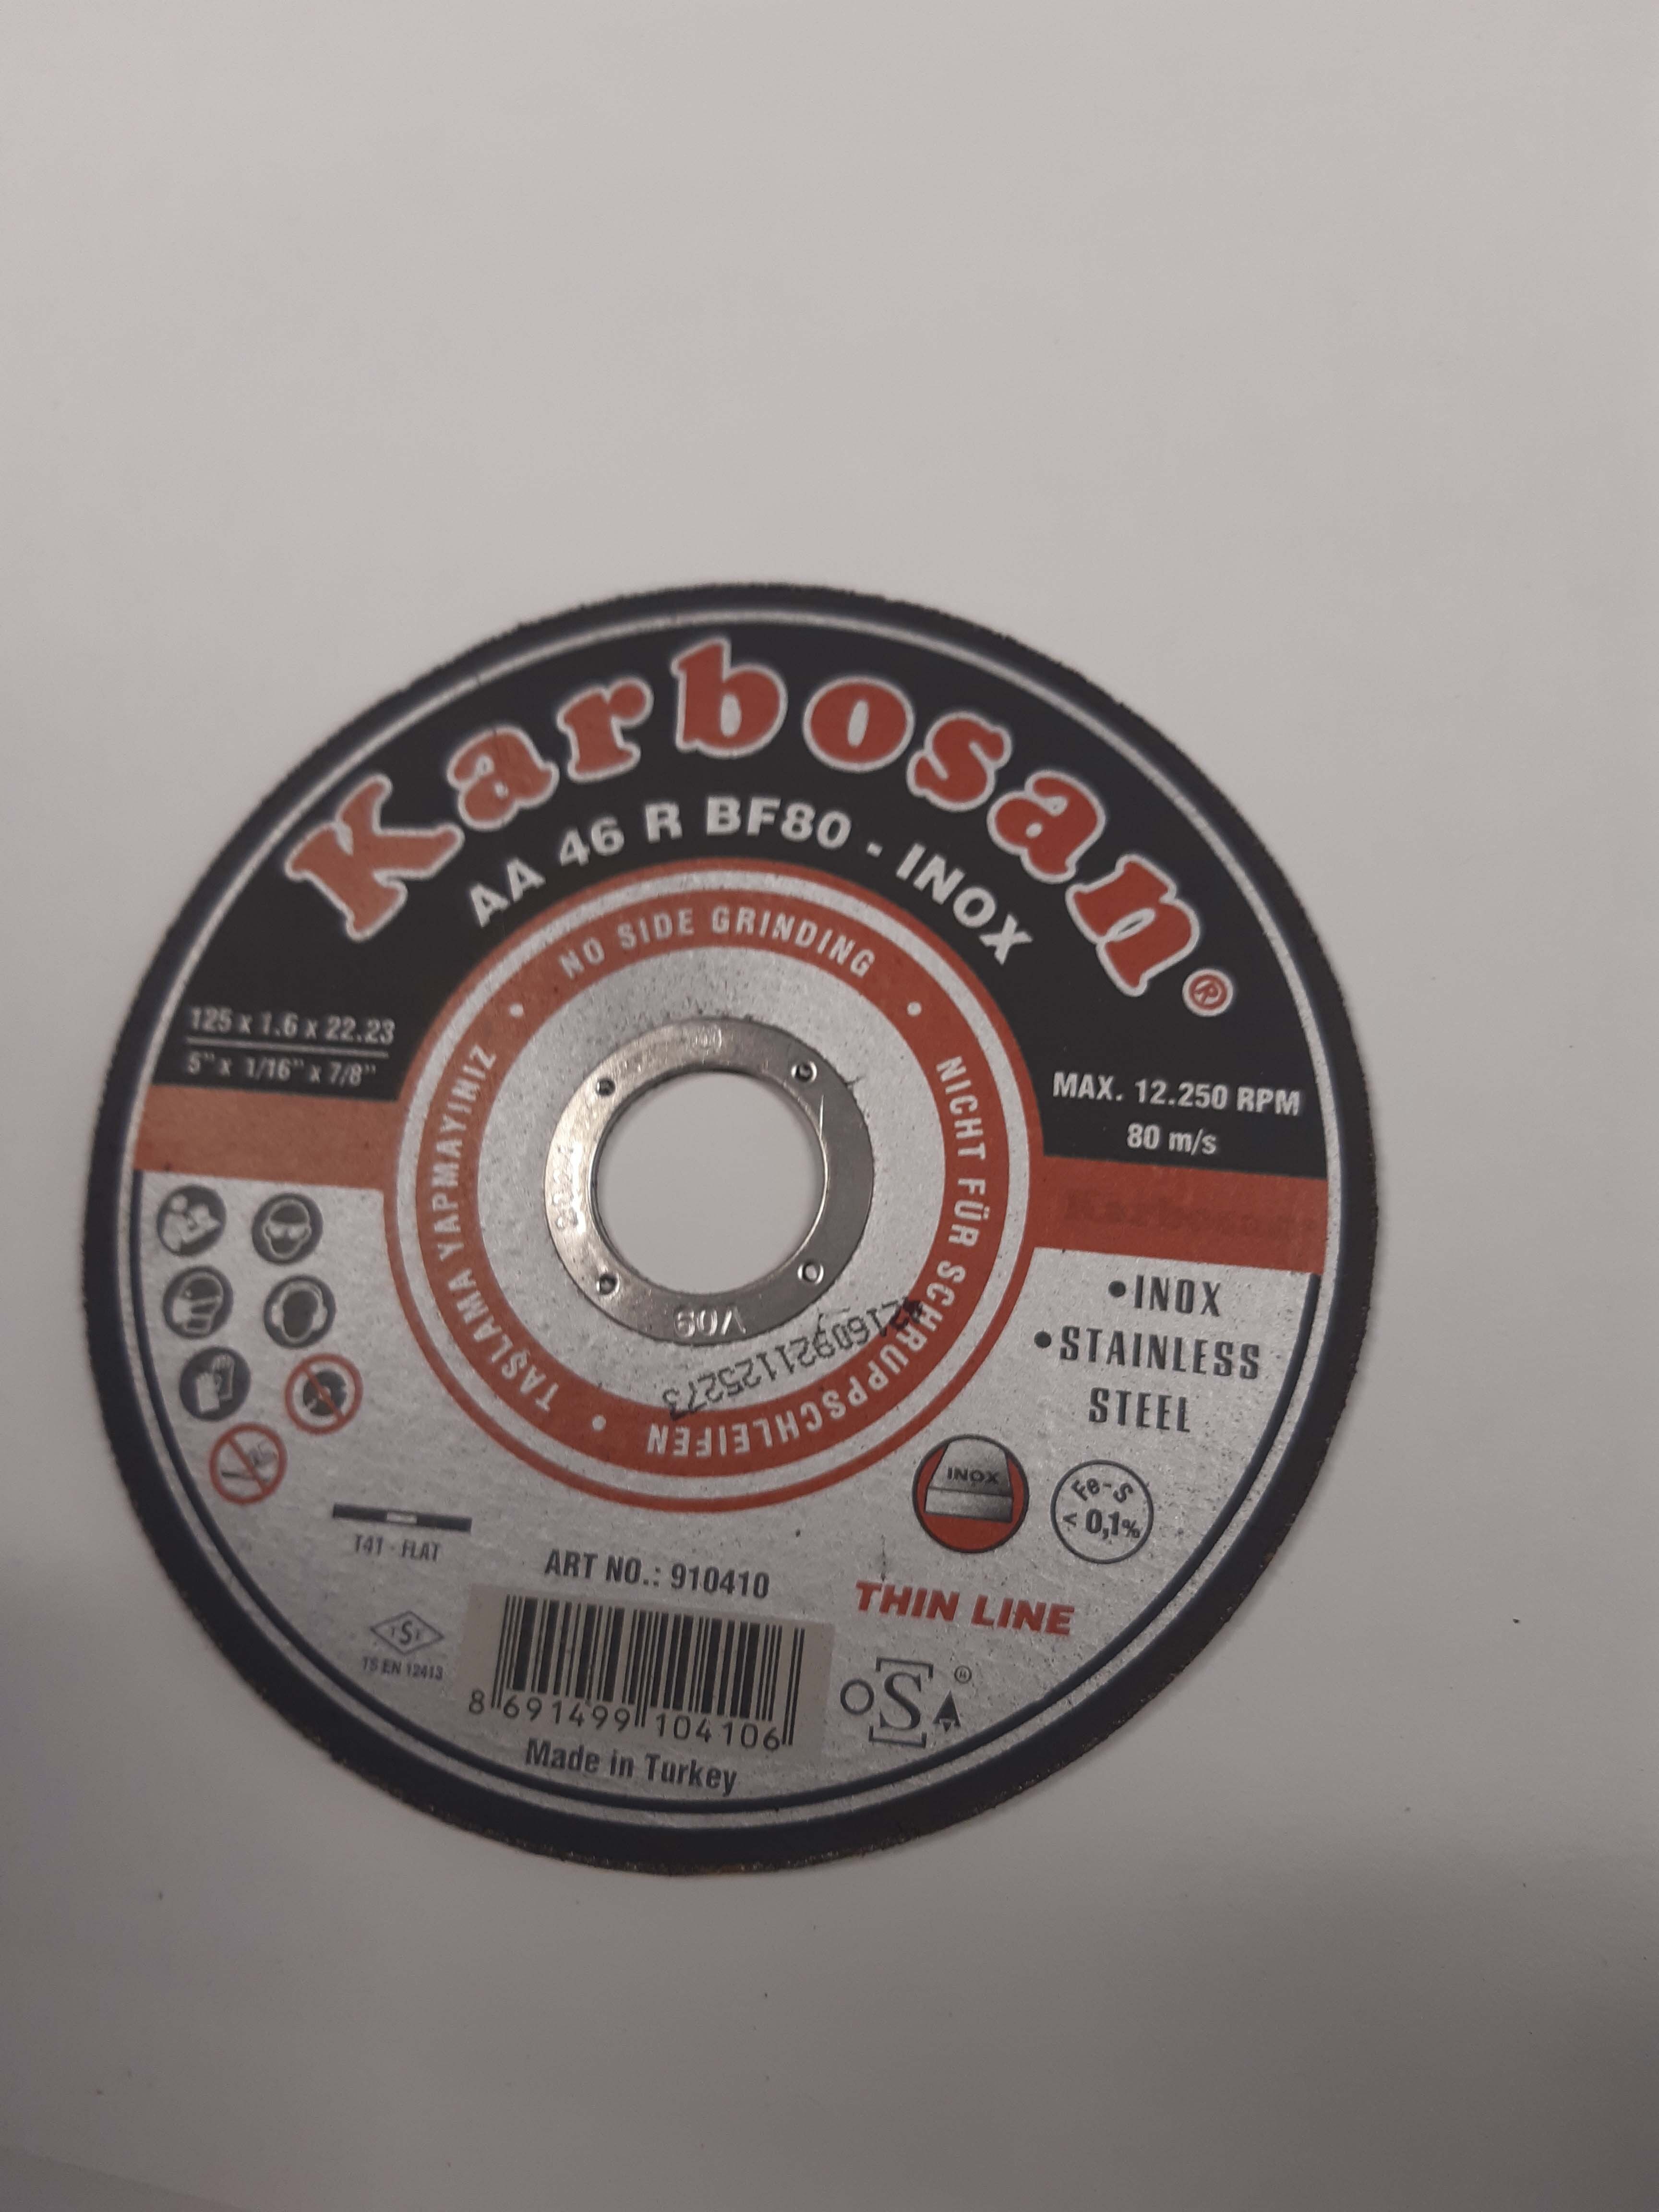 Karbosan®
AA 46 R BF80 - INOX
NO SIDE GRINDING •
NICHT FÜR SCHRUPPSCHLEIFEN •
TAŞLAMA YAPMAYINIZ •
125 x 1.6 x 22.23
5" x 1/16" x 7/8"
MAX. 12.250 RPM
80 m/s
V09
•INOX
•STAINLESS
STEEL
INOX
Fe-S
< 0,1%
T41 - FLAT
ART NO.: 910410
THIN LINE
TSE
TS EN 12413
8 691499 104106
oSa®
Made in Turkey